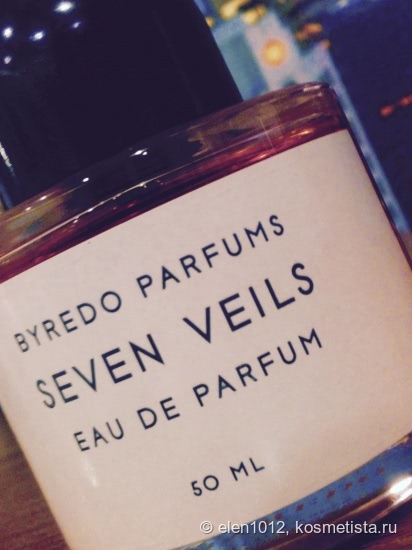 BYREDO PARFUMS
SEVEN VEILS
EAU DE PARFUM
50 ML
© elen1012, kosmetista.ru